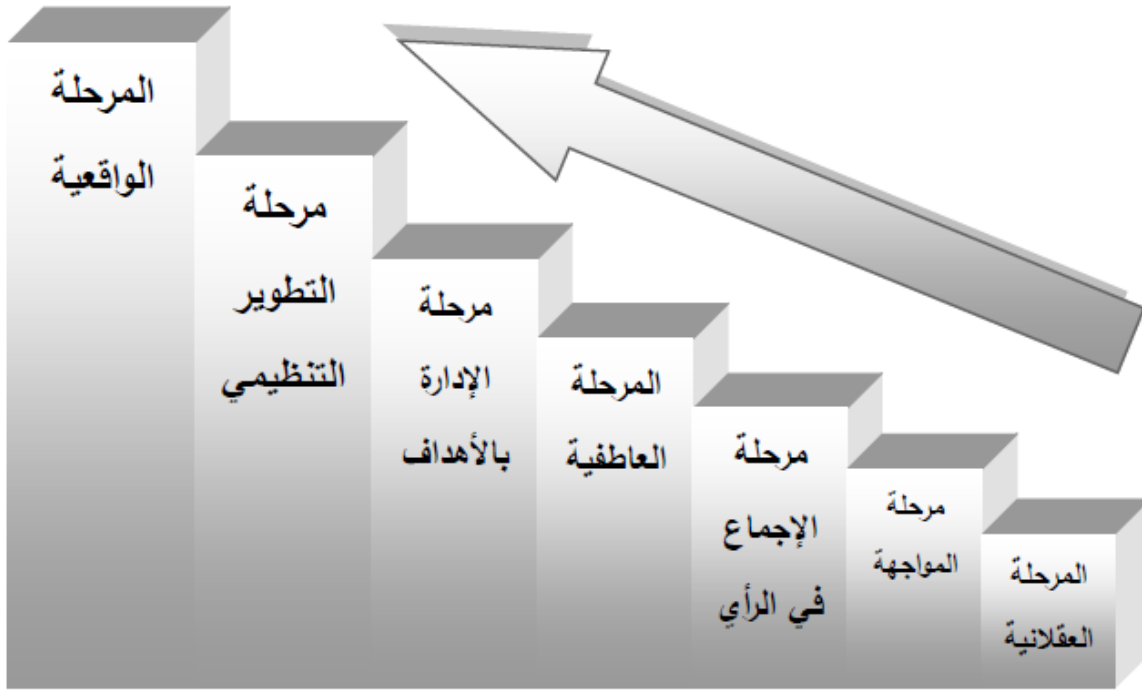 المرحلة
العقلانية
مرحلة
المواجهة
مرحلة
الإجماع
في الرأي
المرحلة
العاطفية
مرحلة
الإدارة
بالأهداف
مرحلة
التطوير
التنظيمي
المرحلة
الواقعية